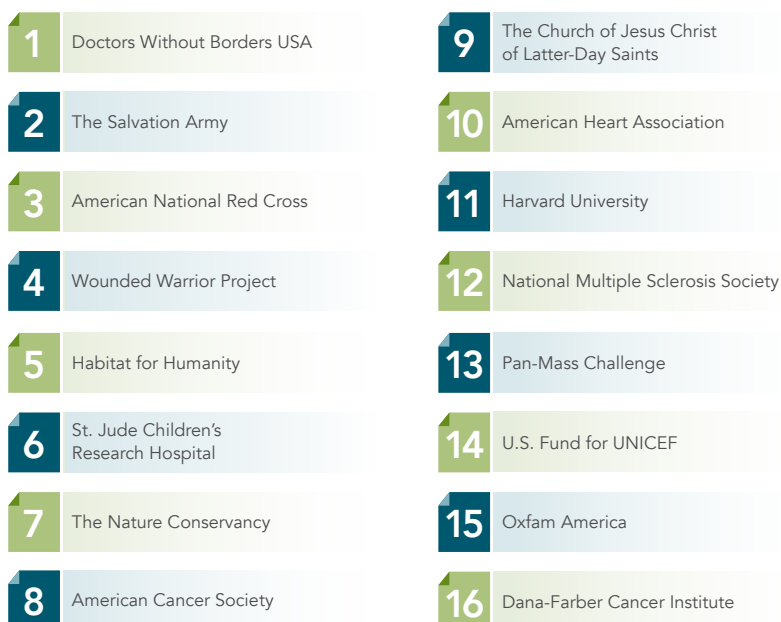 1
Doctors Without Borders USA
2
The Salvation Army
3
American National Red Cross
4
Wounded Warrior Project
5
Habitat for Humanity
6
St. Jude Children's
Research Hospital
7
The Nature Conservancy
8
American Cancer Society
9
The Church of Jesus Christ
of Latter-Day Saints
10
American Heart Association
11
Harvard University
12
National Multiple Sclerosis Society
13
Pan-Mass Challenge
14
U.S. Fund for UNICEF
15
Oxfam America
16
Dana-Farber Cancer Institute